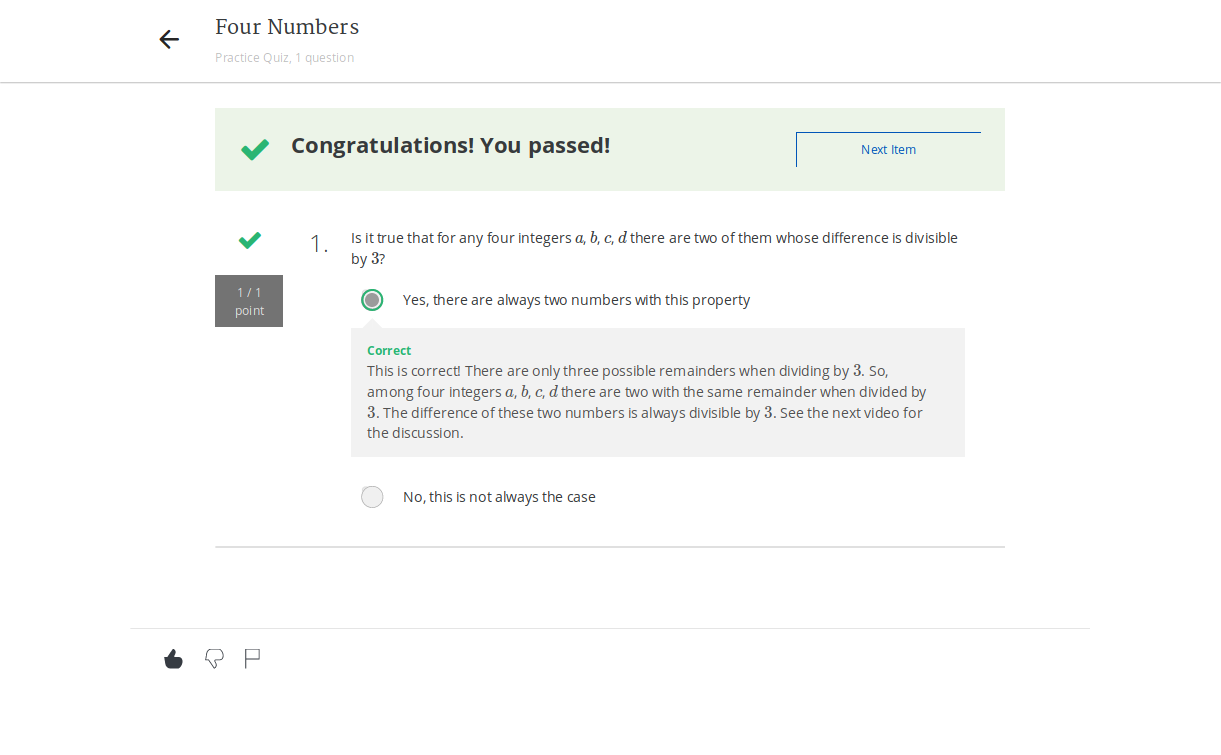 Four Numbers
Practice Quiz, 1 question
Congratulations! You passed!
Next Item
1.
Is it true that for any four integers a, b, c, d there are two of them whose difference is divisible
by 3?
1 / 1
point
Yes, there are always two numbers with this property
Correct
This is correct! There are only three possible remainders when dividing by 3. So,
among four integers a, b, c, d there are two with the same remainder when divided by
3. The difference of these two numbers is always divisible by 3. See the next video for
the discussion.
No, this is not always the case